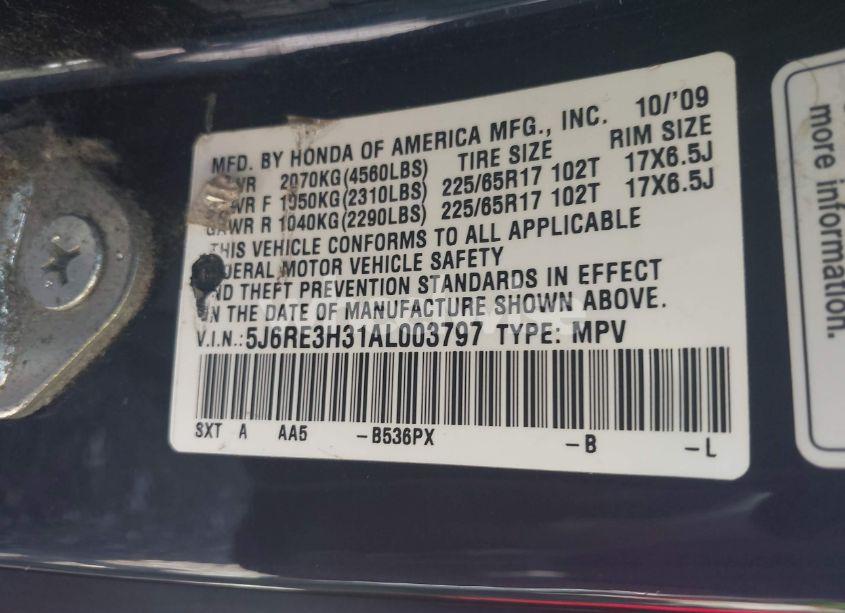 MFD. BY HONDA OF AMERICA MFG., INC. 10/'09
2070KG(4560LBS) TIRE SIZE RIM SIZE
F 1050KG(2310LBS) 225/65R17 102T 17X6.5J
GAWR R 1040KG(2290LBS) 225/65R17 102T 17X6.5J
THIS VEHICLE CONFORMS TO ALL APPLICABLE
MOTOR VEHICLE SAFETY
THEFT PREVENTION STANDARDS IN EFFECT
ON THE DATE OF MANUFACTURE SHOWN ABOVE.
V.I.N.: 5J6RE3H31AL003797 TYPE: MPV
SXT A AA5 -B536PX -B -L
more information.